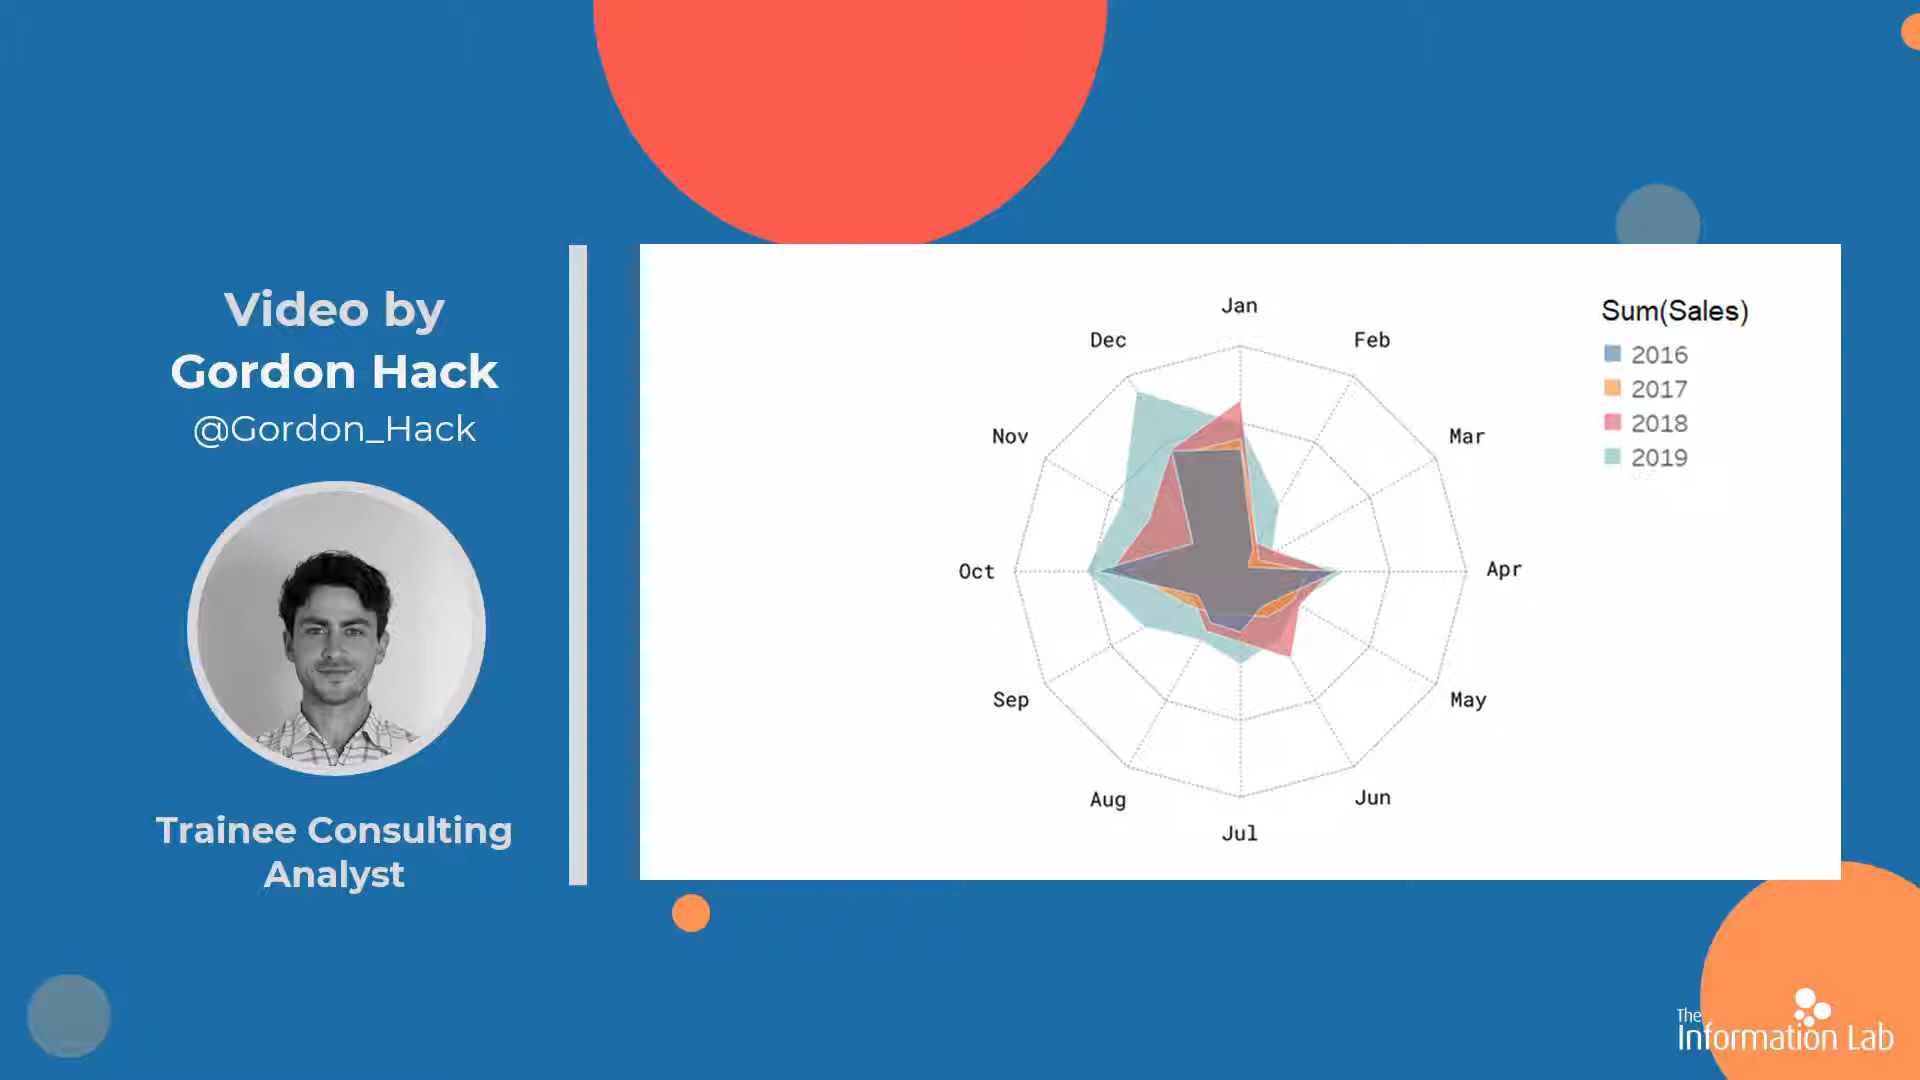 Video by
Gordon Hack
@Gordon_Hack
Trainee Consulting
Analyst
Jan
Feb
Mar
Apr
May
Jun
Jul
Aug
Sep
Oct
Nov
Dec
Sum(Sales)
2016
2017
2018
2019
The
Information Lab